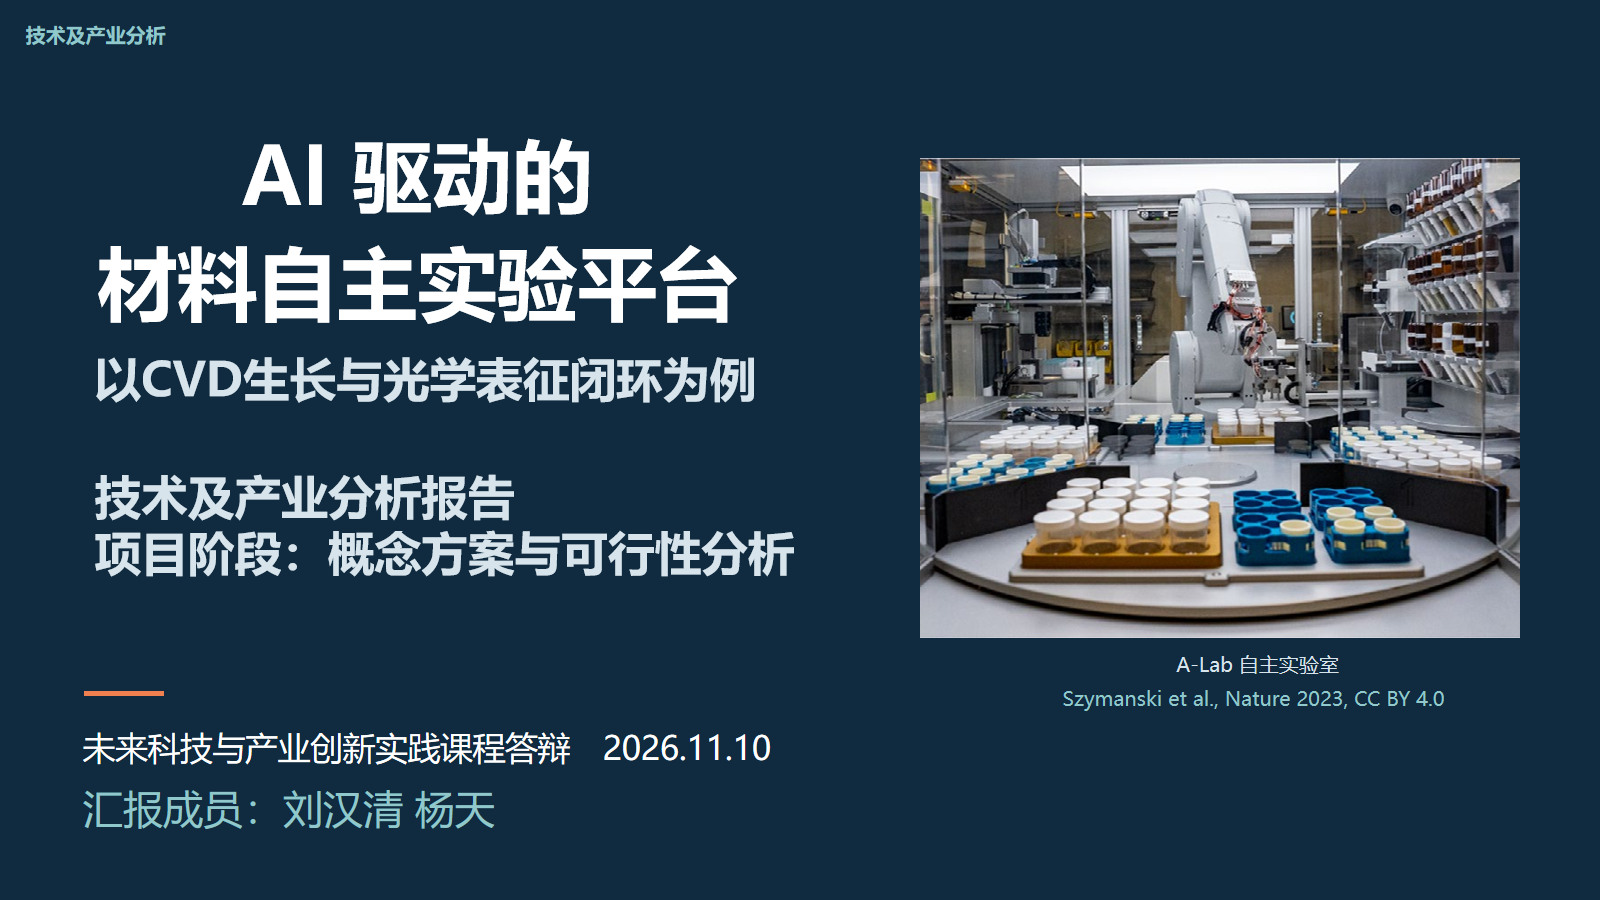 技术及产业分析
AI 驱动的
材料自主实验平台
以CVD生长与光学表征闭环为例
技术及产业分析报告
项目阶段：概念方案与可行性分析
未来科技与产业创新实践课程答辩 2026.11.10
汇报成员：刘汉清 杨天
A-Lab 自主实验室
Szymanski et al., Nature 2023, CC BY 4.0